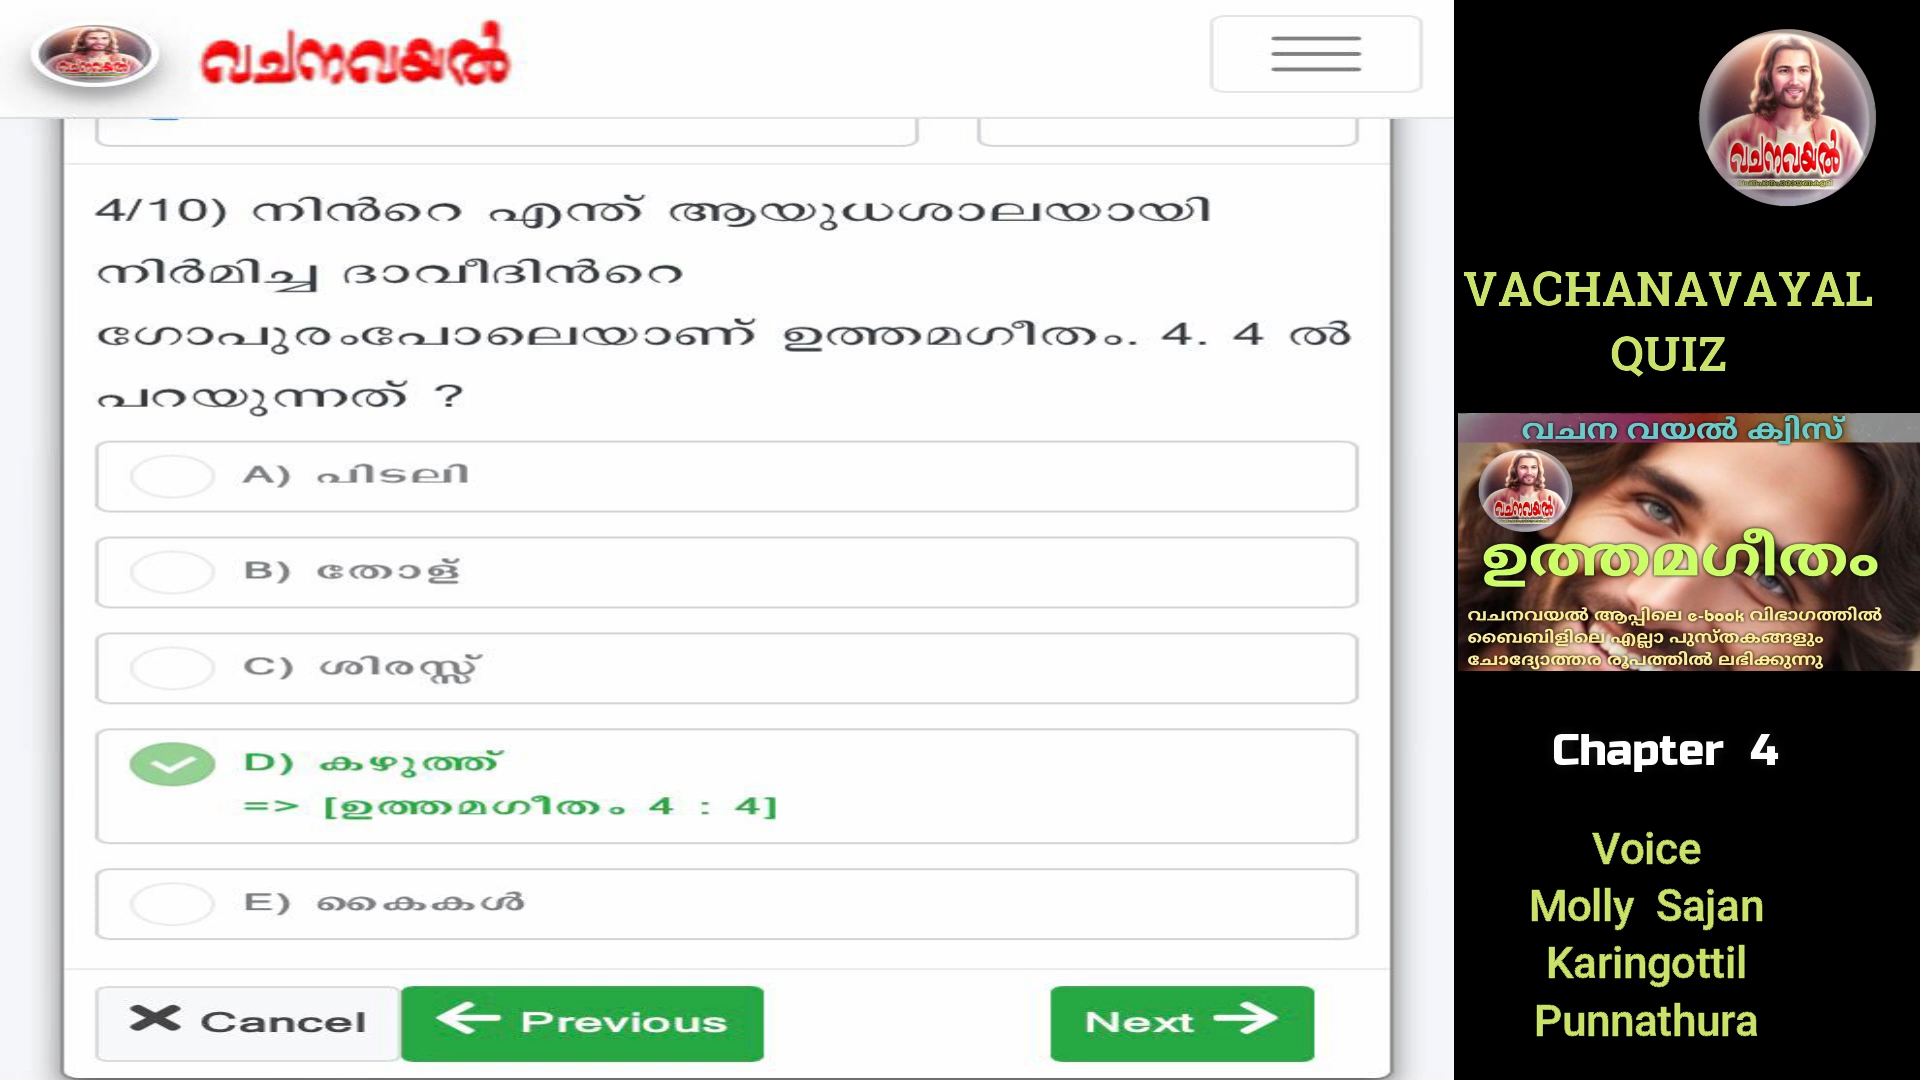 വചനവയൽ
4/10) നിൻറെ എന്ത് ആയുധശാലയായി
നിർമിച്ച ദാവീദിൻറെ
ഗോപുരംപോലെയാണ് ഉത്തമഗീതം. 4. 4 ൽ
പറയുന്നത് ?
A) പിടലി
B) തോള്
C) ശിരസ്സ്
D) കഴുത്ത്
=> [ഉത്തമഗീതം 4 : 4]
E) കൈകൾ
Cancel
Previous
Next
വചനവയൽ
VACHANAVAYAL
QUIZ
വചന വയൽ ക്വിസ്
വചനവയൽ
ഉത്തമഗീതം
വചനവയൽ ആപ്പിലെ e-book വിഭാഗത്തിൽ
ബൈബിളിലെ എല്ലാ പുസ്തകങ്ങളും
ചോദ്യോത്തര രൂപത്തിൽ ലഭിക്കുന്നു
Chapter 4
Voice
Molly Sajan
Karingottil
Punnathura